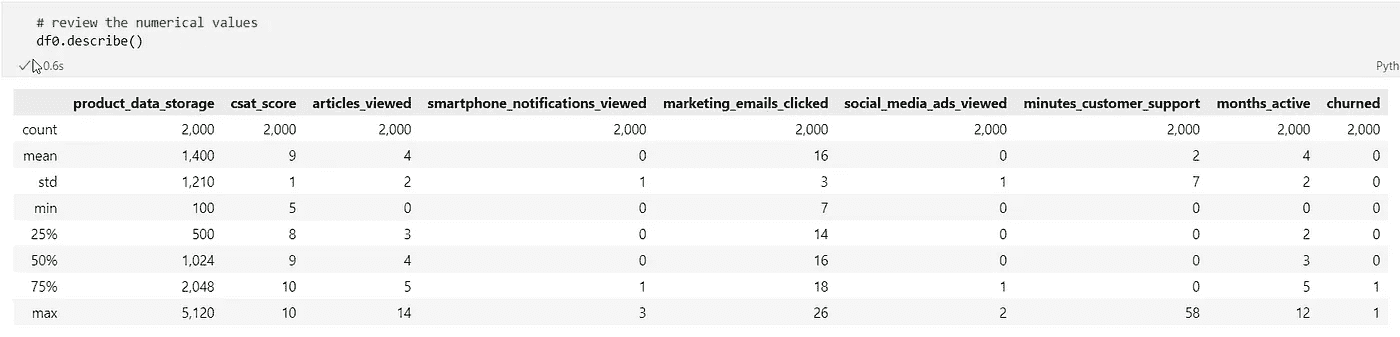 # review the numerical values
df0.describe()
0.6s
Pyth
product_data_storage csat_score articles_viewed smartphone_notifications_viewed marketing_emails_clicked social_media_ads_viewed minutes_customer_support months_active churned
count 2,000 2,000 2,000 2,000 2,000 2,000 2,000 2,000 2,000
mean 1,400 9 4 0 16 0 2 4 0
std 1,210 1 2 1 3 1 7 2 0
min 100 5 0 0 7 0 0 0 0
25% 500 8 3 0 14 0 0 2 0
50% 1,024 9 4 0 16 0 0 3 0
75% 2,048 10 5 1 18 1 0 5 1
max 5,120 10 14 3 26 2 58 12 1